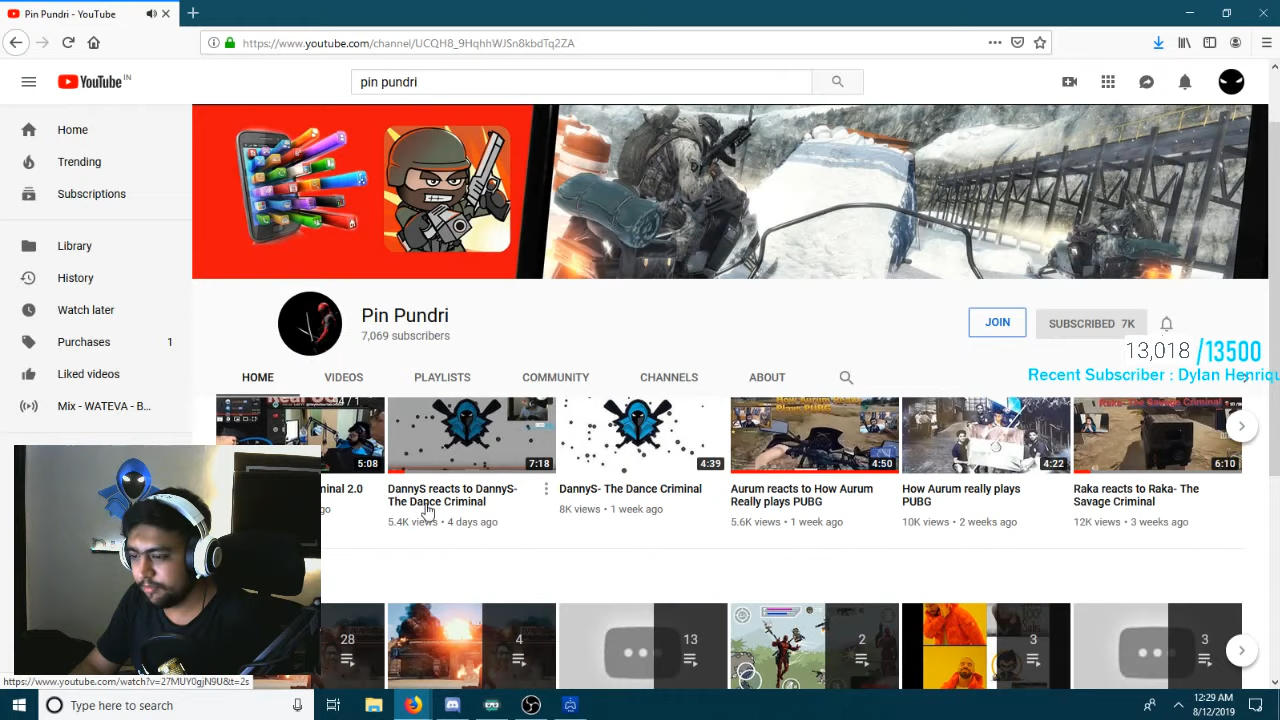 Pin Pundri - YouTube
https://www.youtube.com/channel/UCQH8_9HqhhWJSn8kbdTq2ZA
YouTube IN
pin pundri
Home
Trending
Subscriptions
Library
History
Watch later
Purchases 1
Liked videos
Mix - WATEVA - B...
Pin Pundri
7,069 subscribers
JOIN
SUBSCRIBED 7K
13,018 /13500
Recent Subscriber : Dylan Henriqu
HOME VIDEOS PLAYLISTS COMMUNITY CHANNELS ABOUT
How Aurum Really
Plays PUBG
5:08
7:18
4:39
4:50
4:22
6:10
minal 2.0
DannyS reacts to DannyS-
The Dance Criminal
5.4K views • 4 days ago
DannyS- The Dance Criminal
8K views • 1 week ago
Aurum reacts to How Aurum
Really plays PUBG
5.6K views • 1 week ago
How Aurum really plays
PUBG
10K views • 2 weeks ago
Raka reacts to Raka- The
Savage Criminal
12K views • 3 weeks ago
28
4
13
2
3
3
https://www.youtube.com/watch?v=27MUY0gjN9U&t=2s
Type here to search
12:29 AM
8/12/2019